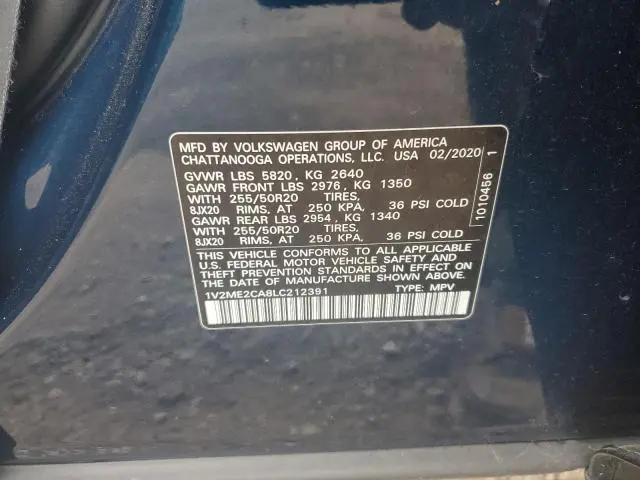 MFD BY VOLKSWAGEN GROUP OF AMERICA
CHATTANOOGA OPERATIONS, LLC. USA 02/2020
GVWR LBS 5820, KG 2640
GAWR FRONT LBS 2976, KG 1350
WITH 255/50R20 TIRES,
8JX20 RIMS, AT 250 KPA, 36 PSI COLD
GAWR REAR LBS 2954, KG 1340
WITH 255/50R20 TIRES,
8JX20 RIMS, AT 250 KPA, 36 PSI COLD
THIS VEHICLE CONFORMS TO ALL APPLICABLE
U.S. FEDERAL MOTOR VEHICLE SAFETY AND
THEFT PREVENTION STANDARDS IN EFFECT ON
THE DATE OF MANUFACTURE SHOWN ABOVE.
1V2ME2CA8LC212391 TYPE: MPV
1010456 1